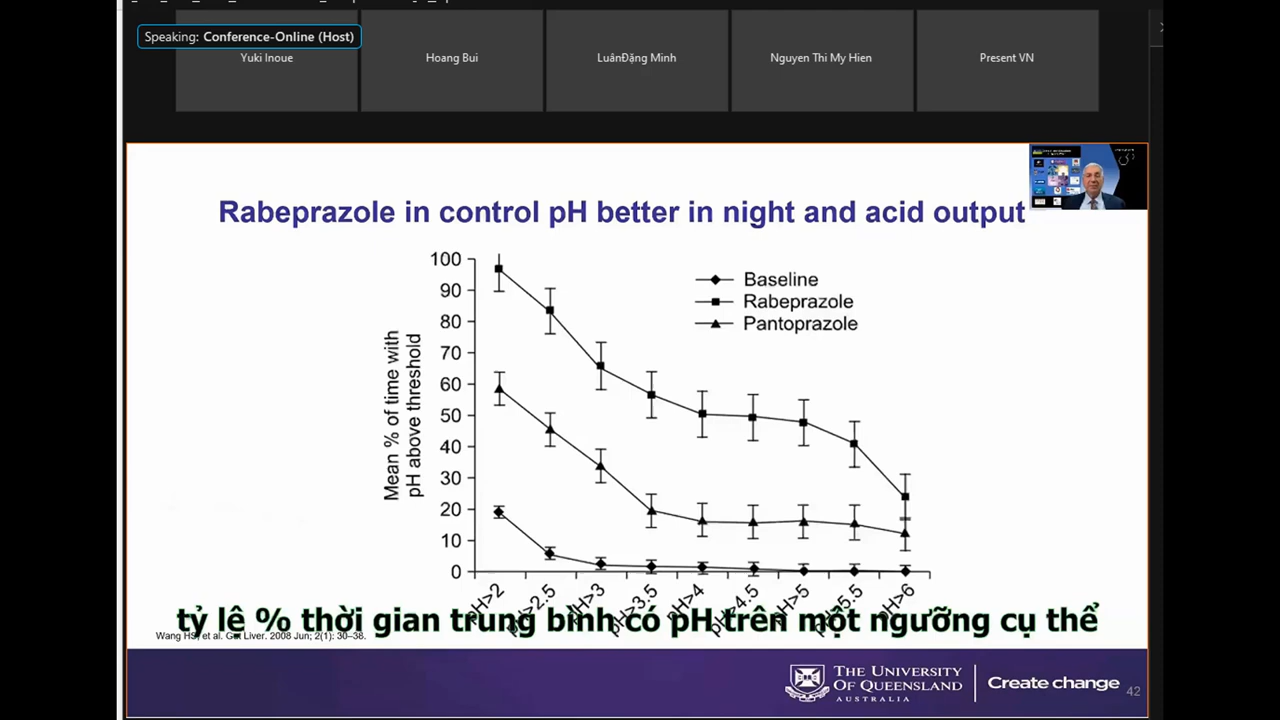 Speaking: Conference-Online (Host)
Yuki Inoue
Hoang Bui
LuânĐặng Minh
Nguyen Thi My Hien
Present VN
Rabeprazole in control pH better in night and acid output
Mean % of time with
pH above threshold
100
90
80
70
60
50
40
30
20
10
0
Baseline
Rabeprazole
Pantoprazole
pH>2
pH>2.5
pH>3
pH>3.5
pH>4
pH>4.5
pH>5
pH>5.5
pH>6
tỷ lê % thời gian trung bình có pH trên một ngưỡng cụ thể
Wang HS, et al. Gut Liver. 2008 Jun; 2(1): 30–38.
THE UNIVERSITY
OF QUEENSLAND
AUSTRALIA
Create change
42